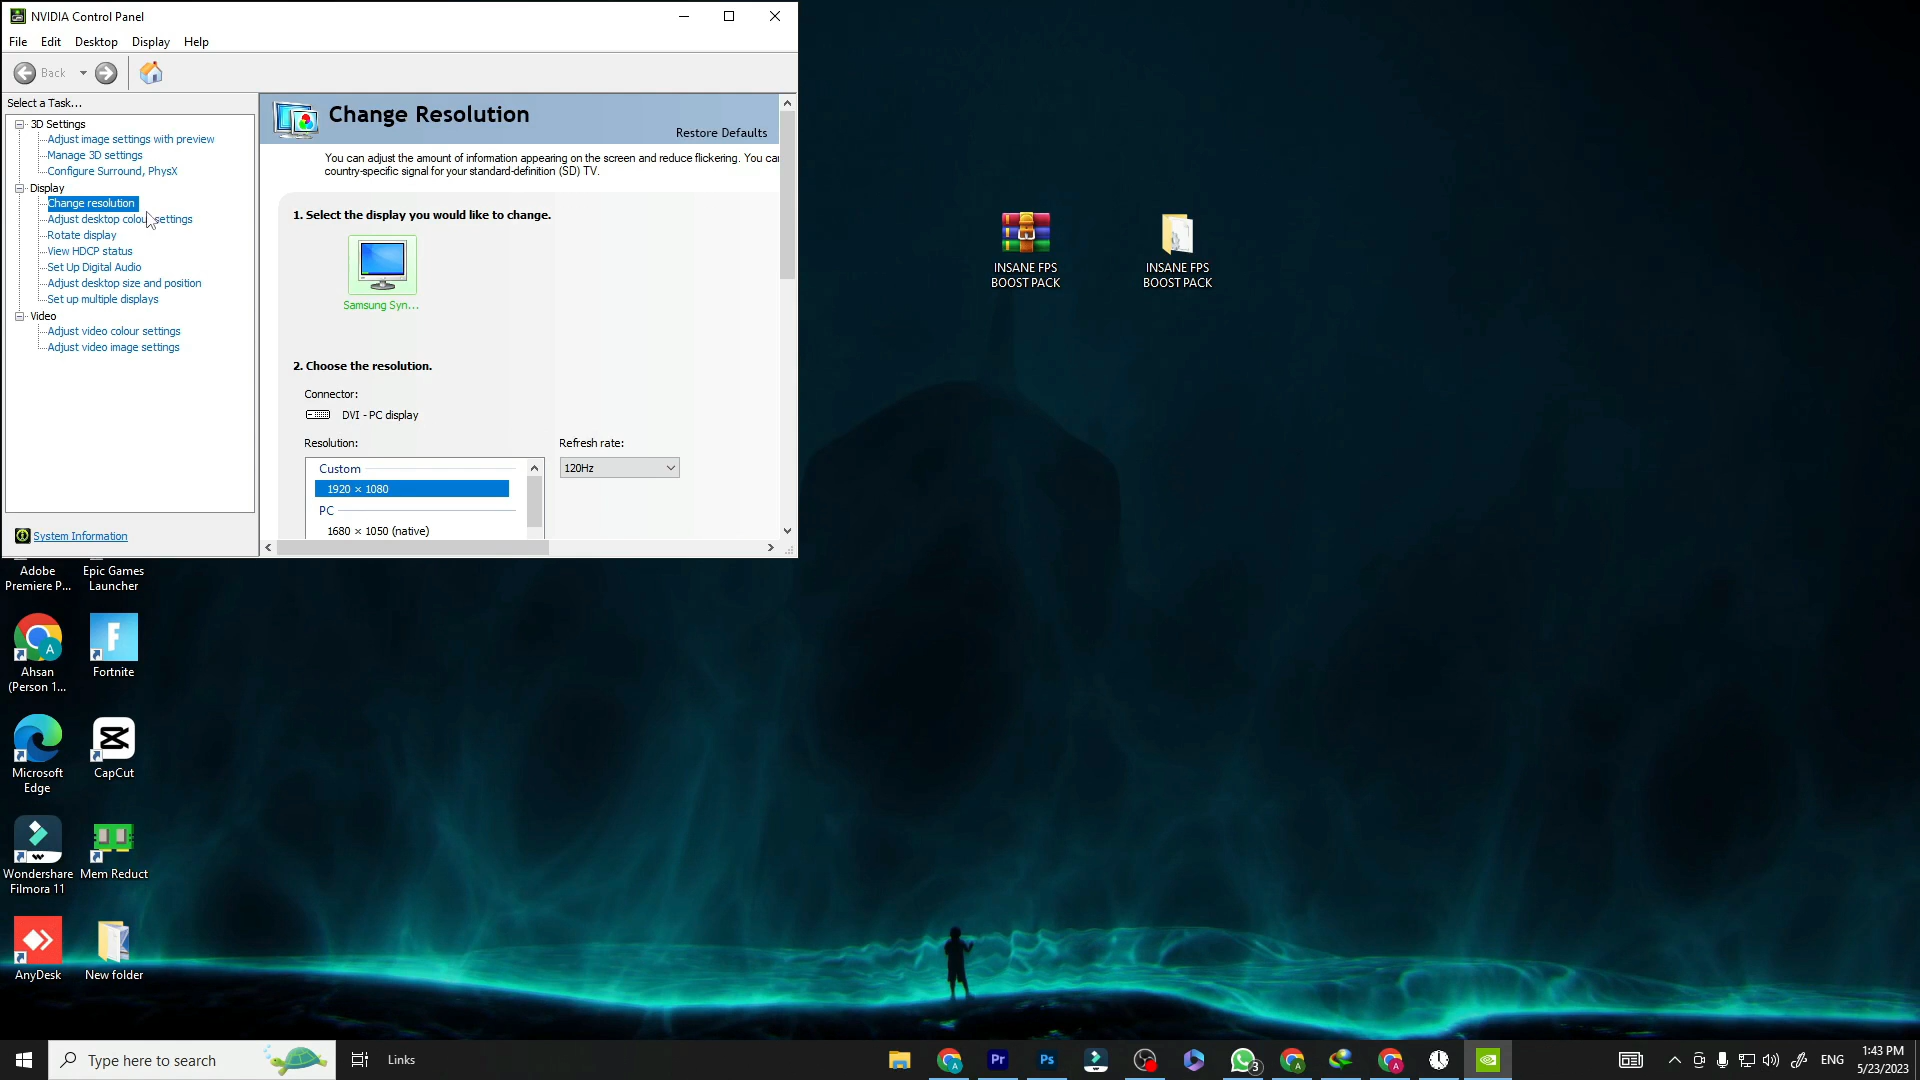 NVIDIA Control Panel
File Edit Desktop Display Help
Back
Select a Task...
3D Settings
Adjust image settings with preview
Manage 3D settings
Configure Surround, PhysX
Display
Change resolution
Adjust desktop colour settings
Rotate display
View HDCP status
Set Up Digital Audio
Adjust desktop size and position
Set up multiple displays
Video
Adjust video colour settings
Adjust video image settings
System Information
Change Resolution
Restore Defaults
You can adjust the amount of information appearing on the screen and reduce flickering. You ca
country-specific signal for your standard-definition (SD) TV.
1. Select the display you would like to change.
Samsung Syn...
2. Choose the resolution.
Connector:
DVI - PC display
Resolution:
Refresh rate:
Custom
120Hz
1920 × 1080
PC
1680 × 1050 (native)
INSANE FPS
BOOST PACK
INSANE FPS
BOOST PACK
Adobe
Premiere P...
Epic Games
Launcher
Ahsan
(Person 1...
Fortnite
Microsoft
Edge
CapCut
Wondershare
Filmora 11
Mem Reduct
AnyDesk
New folder
Type here to search
Links
Pr
Ps
3
ENG
1:43 PM
5/23/2023